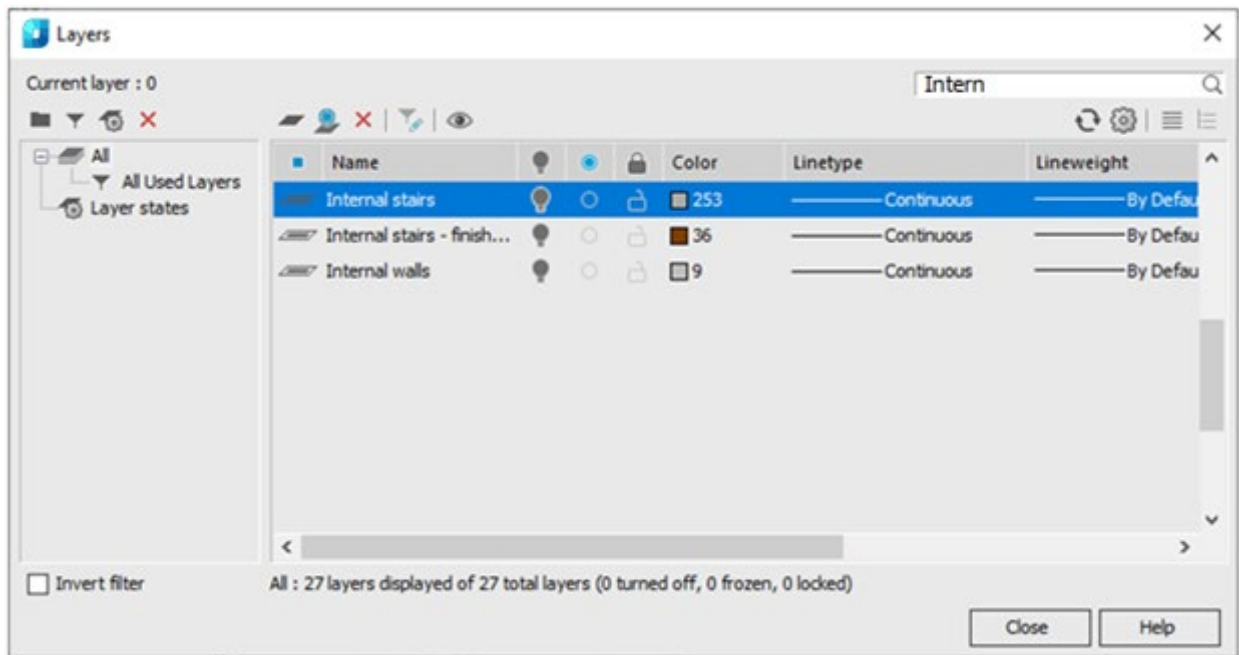 Layers
Current layer : 0
Intern
Name Color Linetype Lineweight
All
All Used Layers
Layer states
Internal stairs 253 Continuous By Defau
Internal stairs - finish... 36 Continuous By Defau
Internal walls 9 Continuous By Defau
Invert filter
All : 27 layers displayed of 27 total layers (0 turned off, 0 frozen, 0 locked)
Close Help